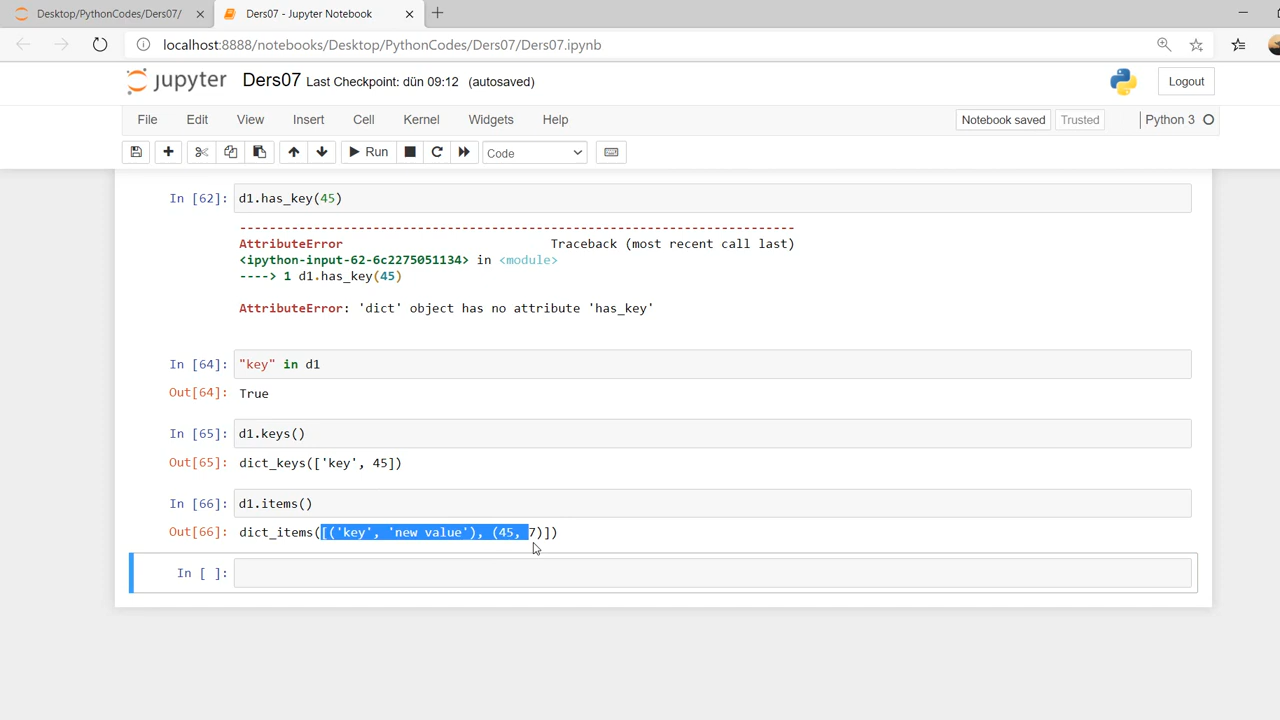 Desktop/PythonCodes/Ders07/
Ders07 - Jupyter Notebook
localhost:8888/notebooks/Desktop/PythonCodes/Ders07/Ders07.ipynb
jupyter Ders07 Last Checkpoint: dün 09:12 (autosaved)
Logout
File Edit View Insert Cell Kernel Widgets Help
Notebook saved Trusted Python 3
Run Code
In [62]: d1.has_key(45)
---------------------------------------------------------------------------
AttributeError Traceback (most recent call last)
<ipython-input-62-6c2275051134> in <module>
----> 1 d1.has_key(45)
AttributeError: 'dict' object has no attribute 'has_key'
In [64]: "key" in d1
Out[64]: True
In [65]: d1.keys()
Out[65]: dict_keys(['key', 45])
In [66]: d1.items()
Out[66]: dict_items([('key', 'new value'), (45, 7)])
In [ ]: